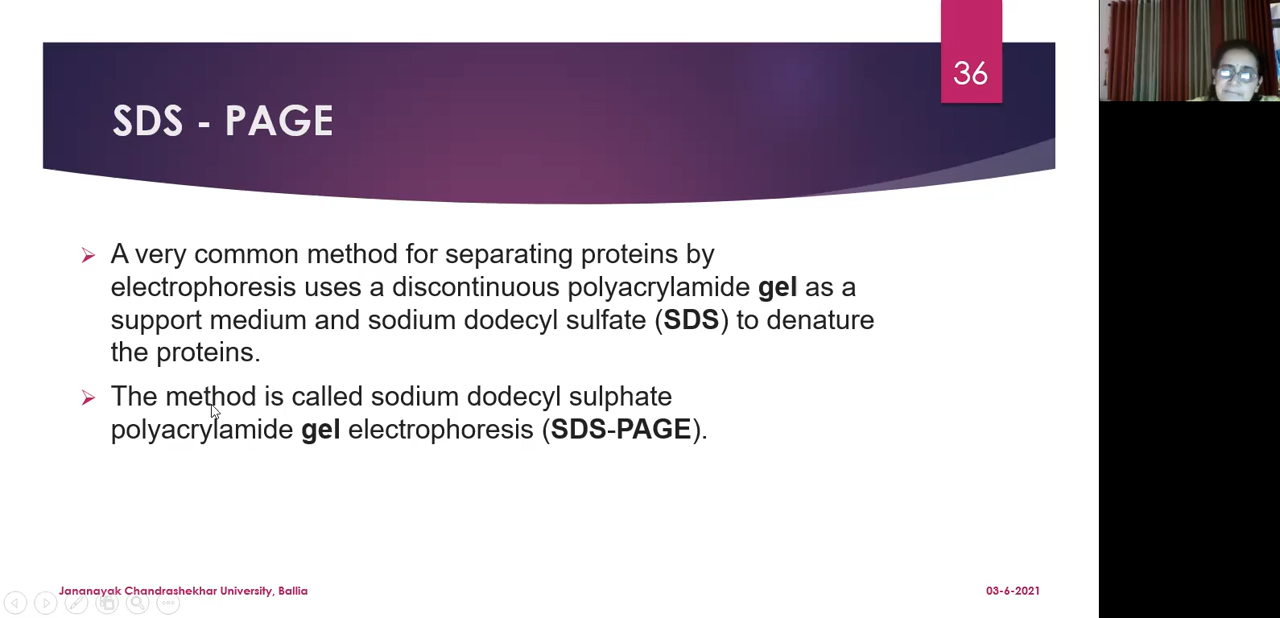 36
SDS - PAGE
➢ A very common method for separating proteins by
electrophoresis uses a discontinuous polyacrylamide gel as a
support medium and sodium dodecyl sulfate (SDS) to denature
the proteins.
➢ The method is called sodium dodecyl sulphate
polyacrylamide gel electrophoresis (SDS-PAGE).
Jananayak Chandrashekhar University, Ballia
03-6-2021